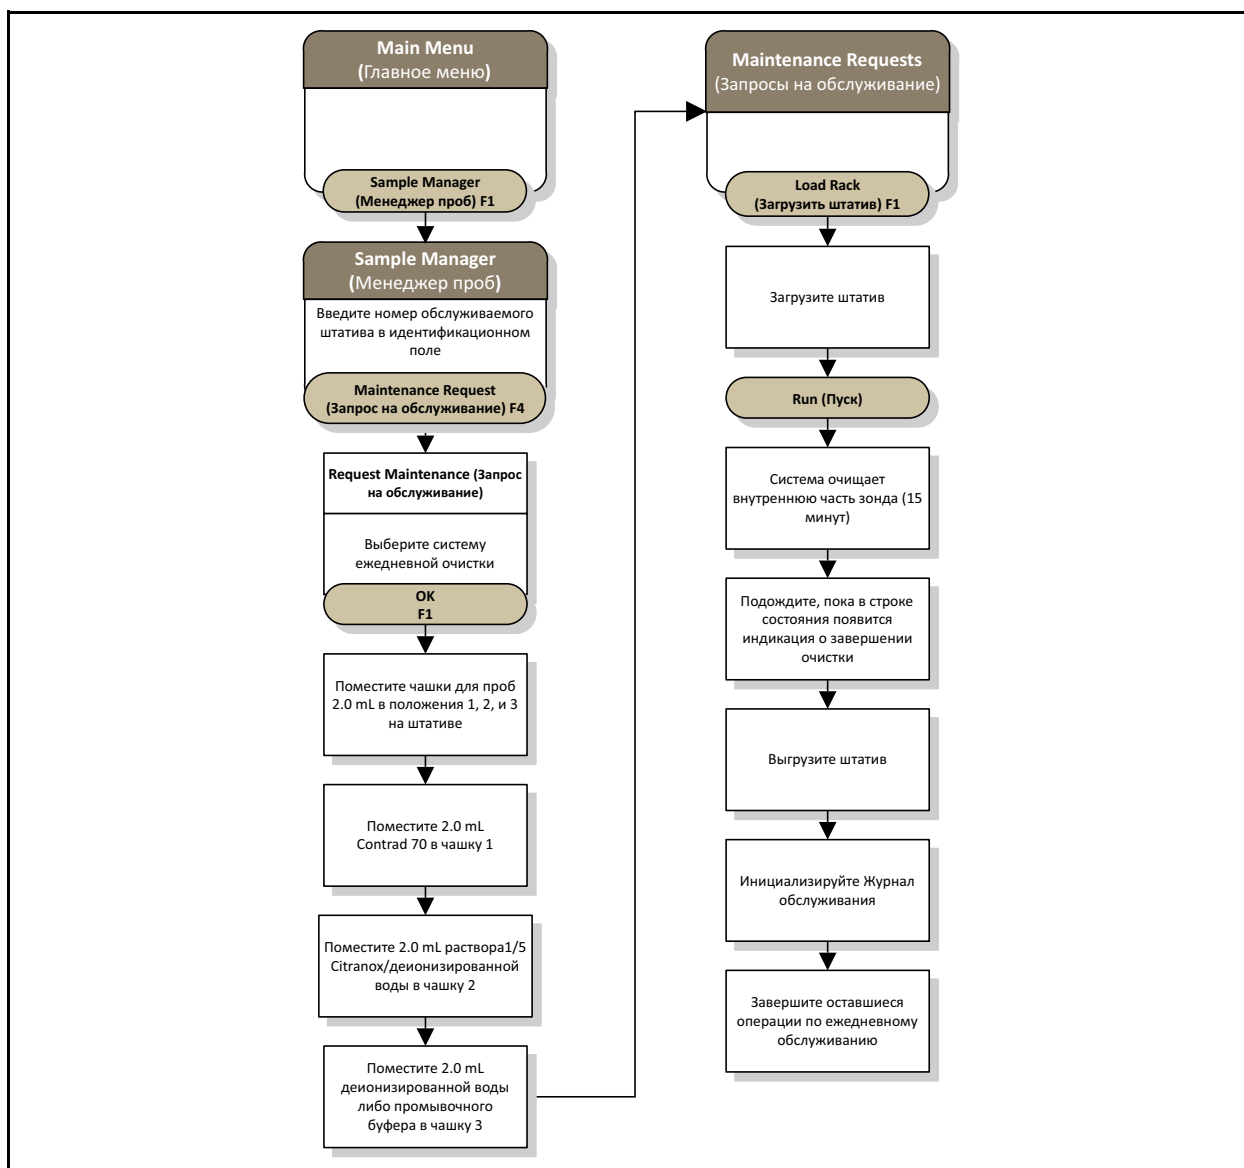 Main Menu
(Главное меню)
Sample Manager
(Менеджер проб) F1
Sample Manager
(Менеджер проб)
Введите номер обслуживаемого
штатива в идентификационном
поле
Maintenance Request
(Запрос на обслуживание) F4
Request Maintenance (Запрос
на обслуживание)
Выберите систему
ежедневной очистки
OK
F1
Поместите чашки для проб
2.0 mL в положения 1, 2, и 3
на штативе
Поместите 2.0 mL
Contrad 70 в чашку 1
Поместите 2.0 mL раствора1/5
Citranox/деионизированной
воды в чашку 2
Поместите 2.0 mL
деионизированной воды
либо промывочного
буфера в чашку 3
Maintenance Requests
(Запросы на обслуживание)
Load Rack
(Загрузить штатив) F1
Загрузите штатив
Run (Пуск)
Система очищает
внутреннюю часть зонда (15
минут)
Подождите, пока в строке
состояния появится
индикация о завершении
очистки
Выгрузите штатив
Инициализируйте Журнал
обслуживания
Завершите оставшиеся
операции по ежедневному
обслуживанию